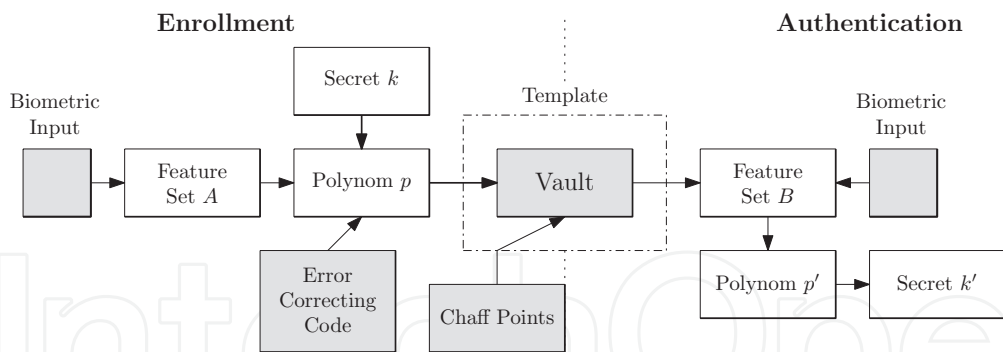 Enrollment
Authentication
Secret k
Template
Biometric
Input
Biometric
Input
Feature
Set A
Polynom p
Vault
Feature
Set B
Error
Correcting
Code
Chaff Points
Polynom p′
Secret k′